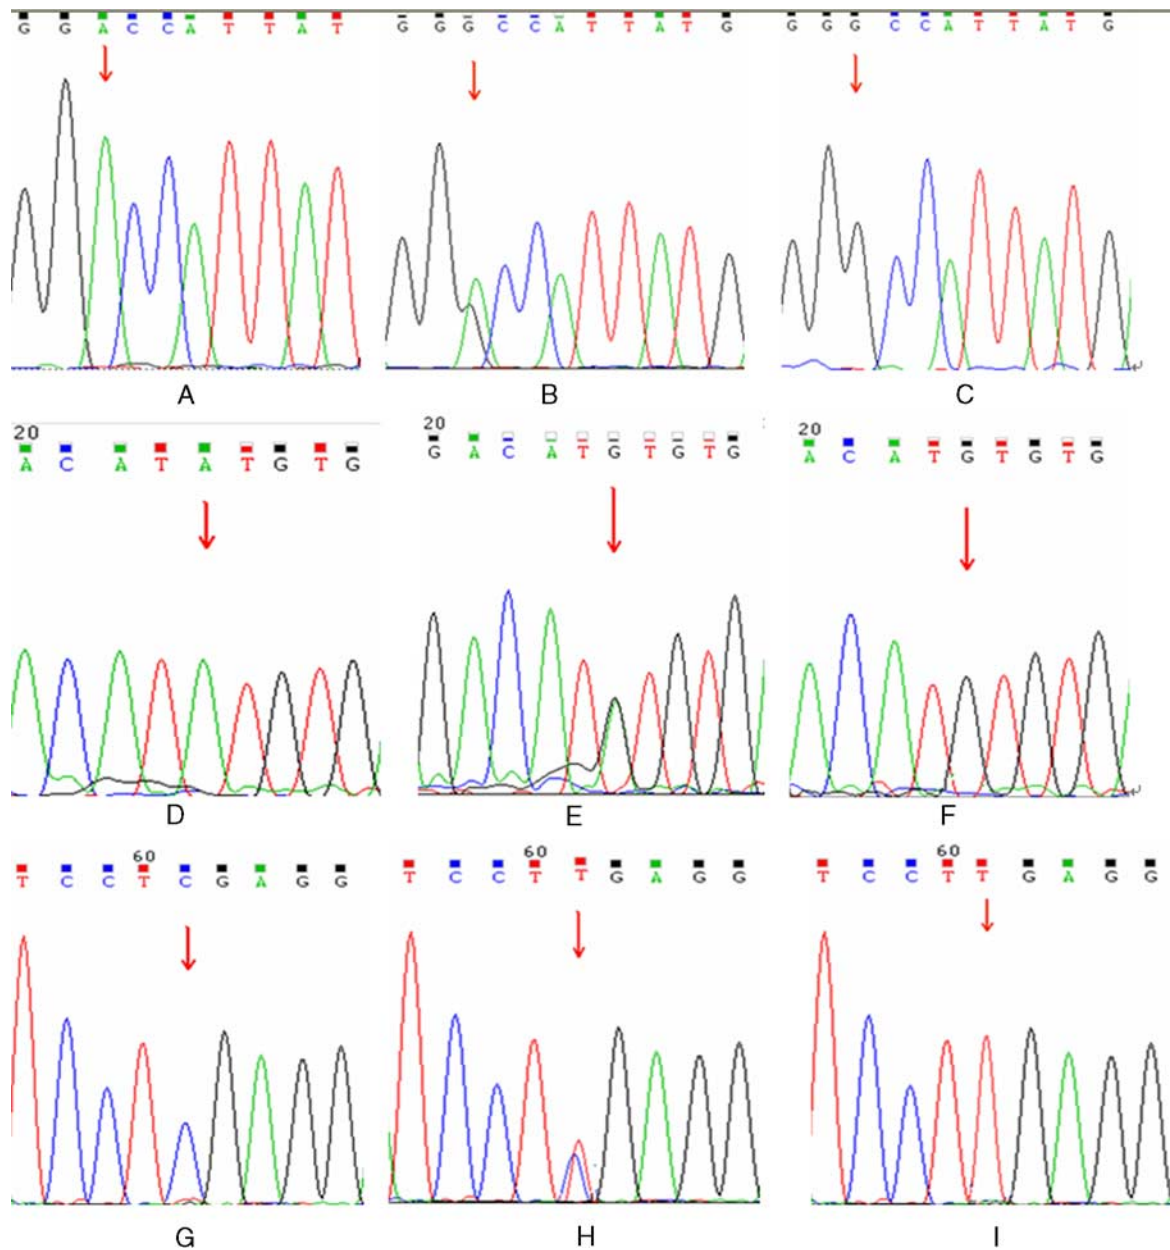 G G A C C A T T A T
G G G C C A T T A T G
G G G C C A T T A T G
A
B
C
20
A C A T A T G T G
20
G A C A T G T G T G
20
A C A T G T G T G
D
E
F
60
T C C T C G A G G
60
T C C T T G A G G
60
T C C T T G A G G
G
H
I